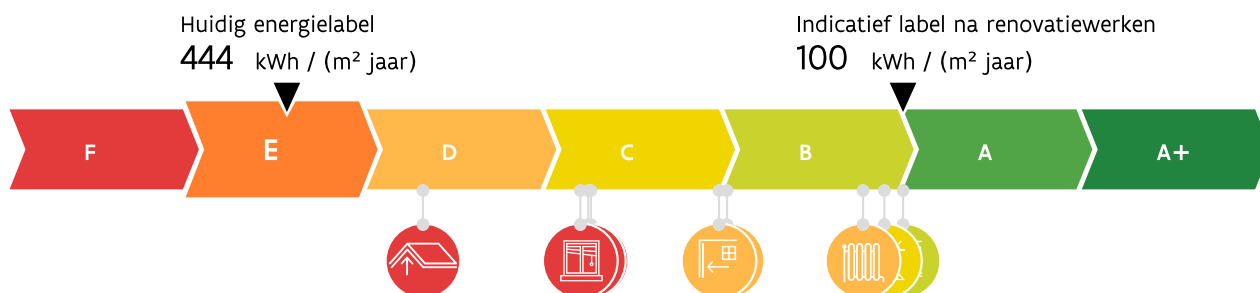 Huidig energielabel
444 kWh / (m² jaar)
Indicatief label na renovatiewerken
100 kWh / (m² jaar)
F E D C B A A+